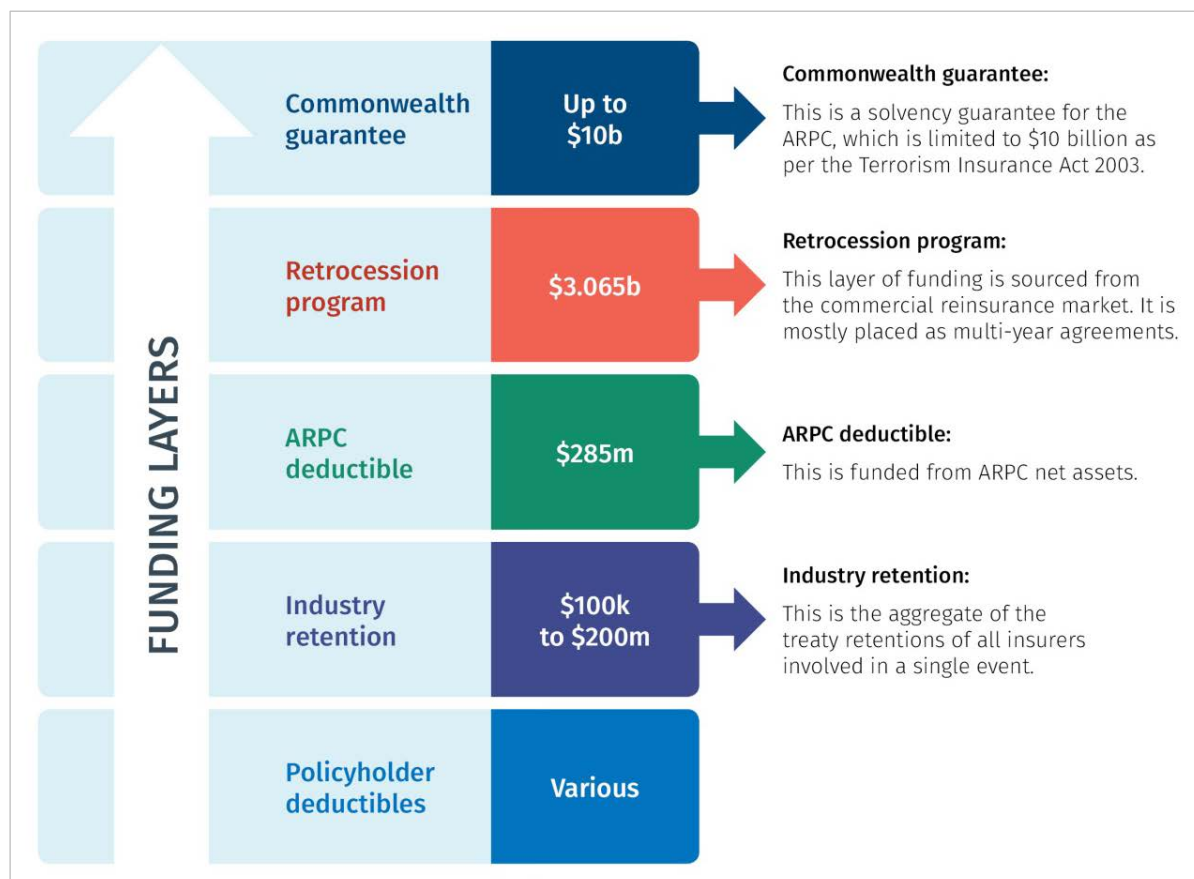 FUNDING LAYERS
Commonwealth
guarantee
Up to
$10b
Commonwealth guarantee:
This is a solvency guarantee for the
ARPC, which is limited to $10 billion as
per the Terrorism Insurance Act 2003.
Retrocession
program
$3.065b
Retrocession program:
This layer of funding is sourced from
the commercial reinsurance market. It is
mostly placed as multi-year agreements.
ARPC
deductible
$285m
ARPC deductible:
This is funded from ARPC net assets.
Industry
retention
$100k
to $200m
Industry retention:
This is the aggregate of the
treaty retentions of all insurers
involved in a single event.
Policyholder
deductibles
Various